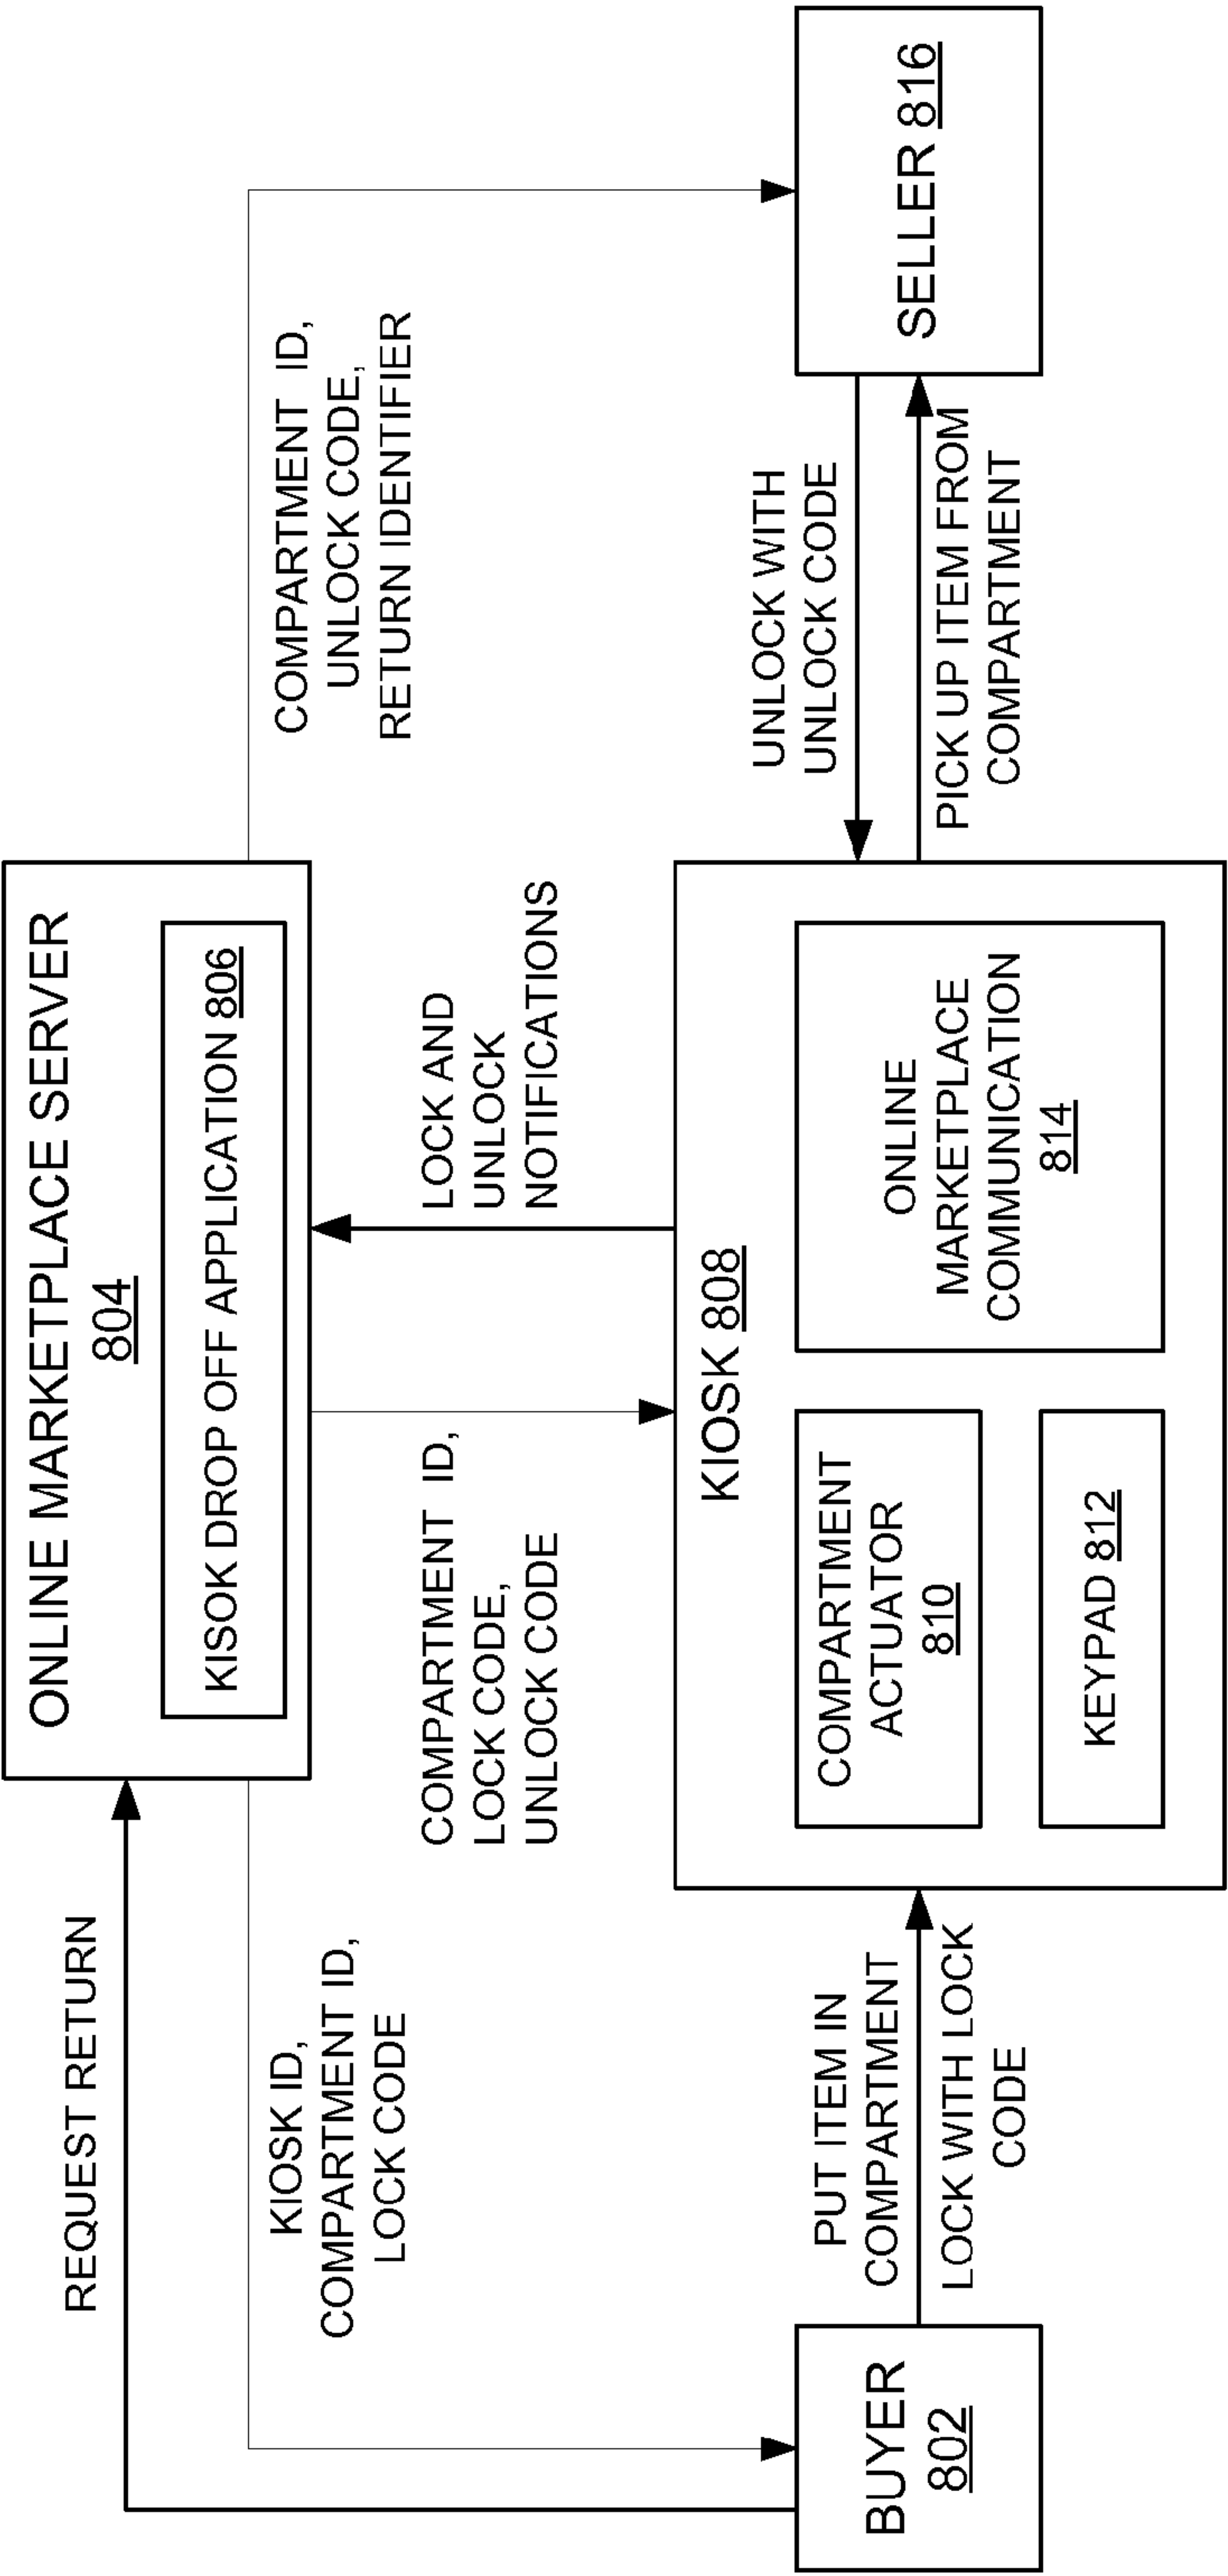 ONLINE MARKETPLACE SERVER
804
KISOK DROP OFF APPLICATION 806
REQUEST RETURN
KIOSK ID,
COMPARTMENT ID,
LOCK CODE
COMPARTMENT ID,
LOCK CODE,
UNLOCK CODE
LOCK AND
UNLOCK
NOTIFICATIONS
COMPARTMENT ID,
UNLOCK CODE,
RETURN IDENTIFIER
BUYER
802
PUT ITEM IN
COMPARTMENT
LOCK WITH LOCK
CODE
KIOSK 808
COMPARTMENT
ACTUATOR
810
KEYPAD 812
ONLINE
MARKETPLACE
COMMUNICATION
814
UNLOCK WITH
UNLOCK CODE
PICK UP ITEM FROM
COMPARTMENT
SELLER 816